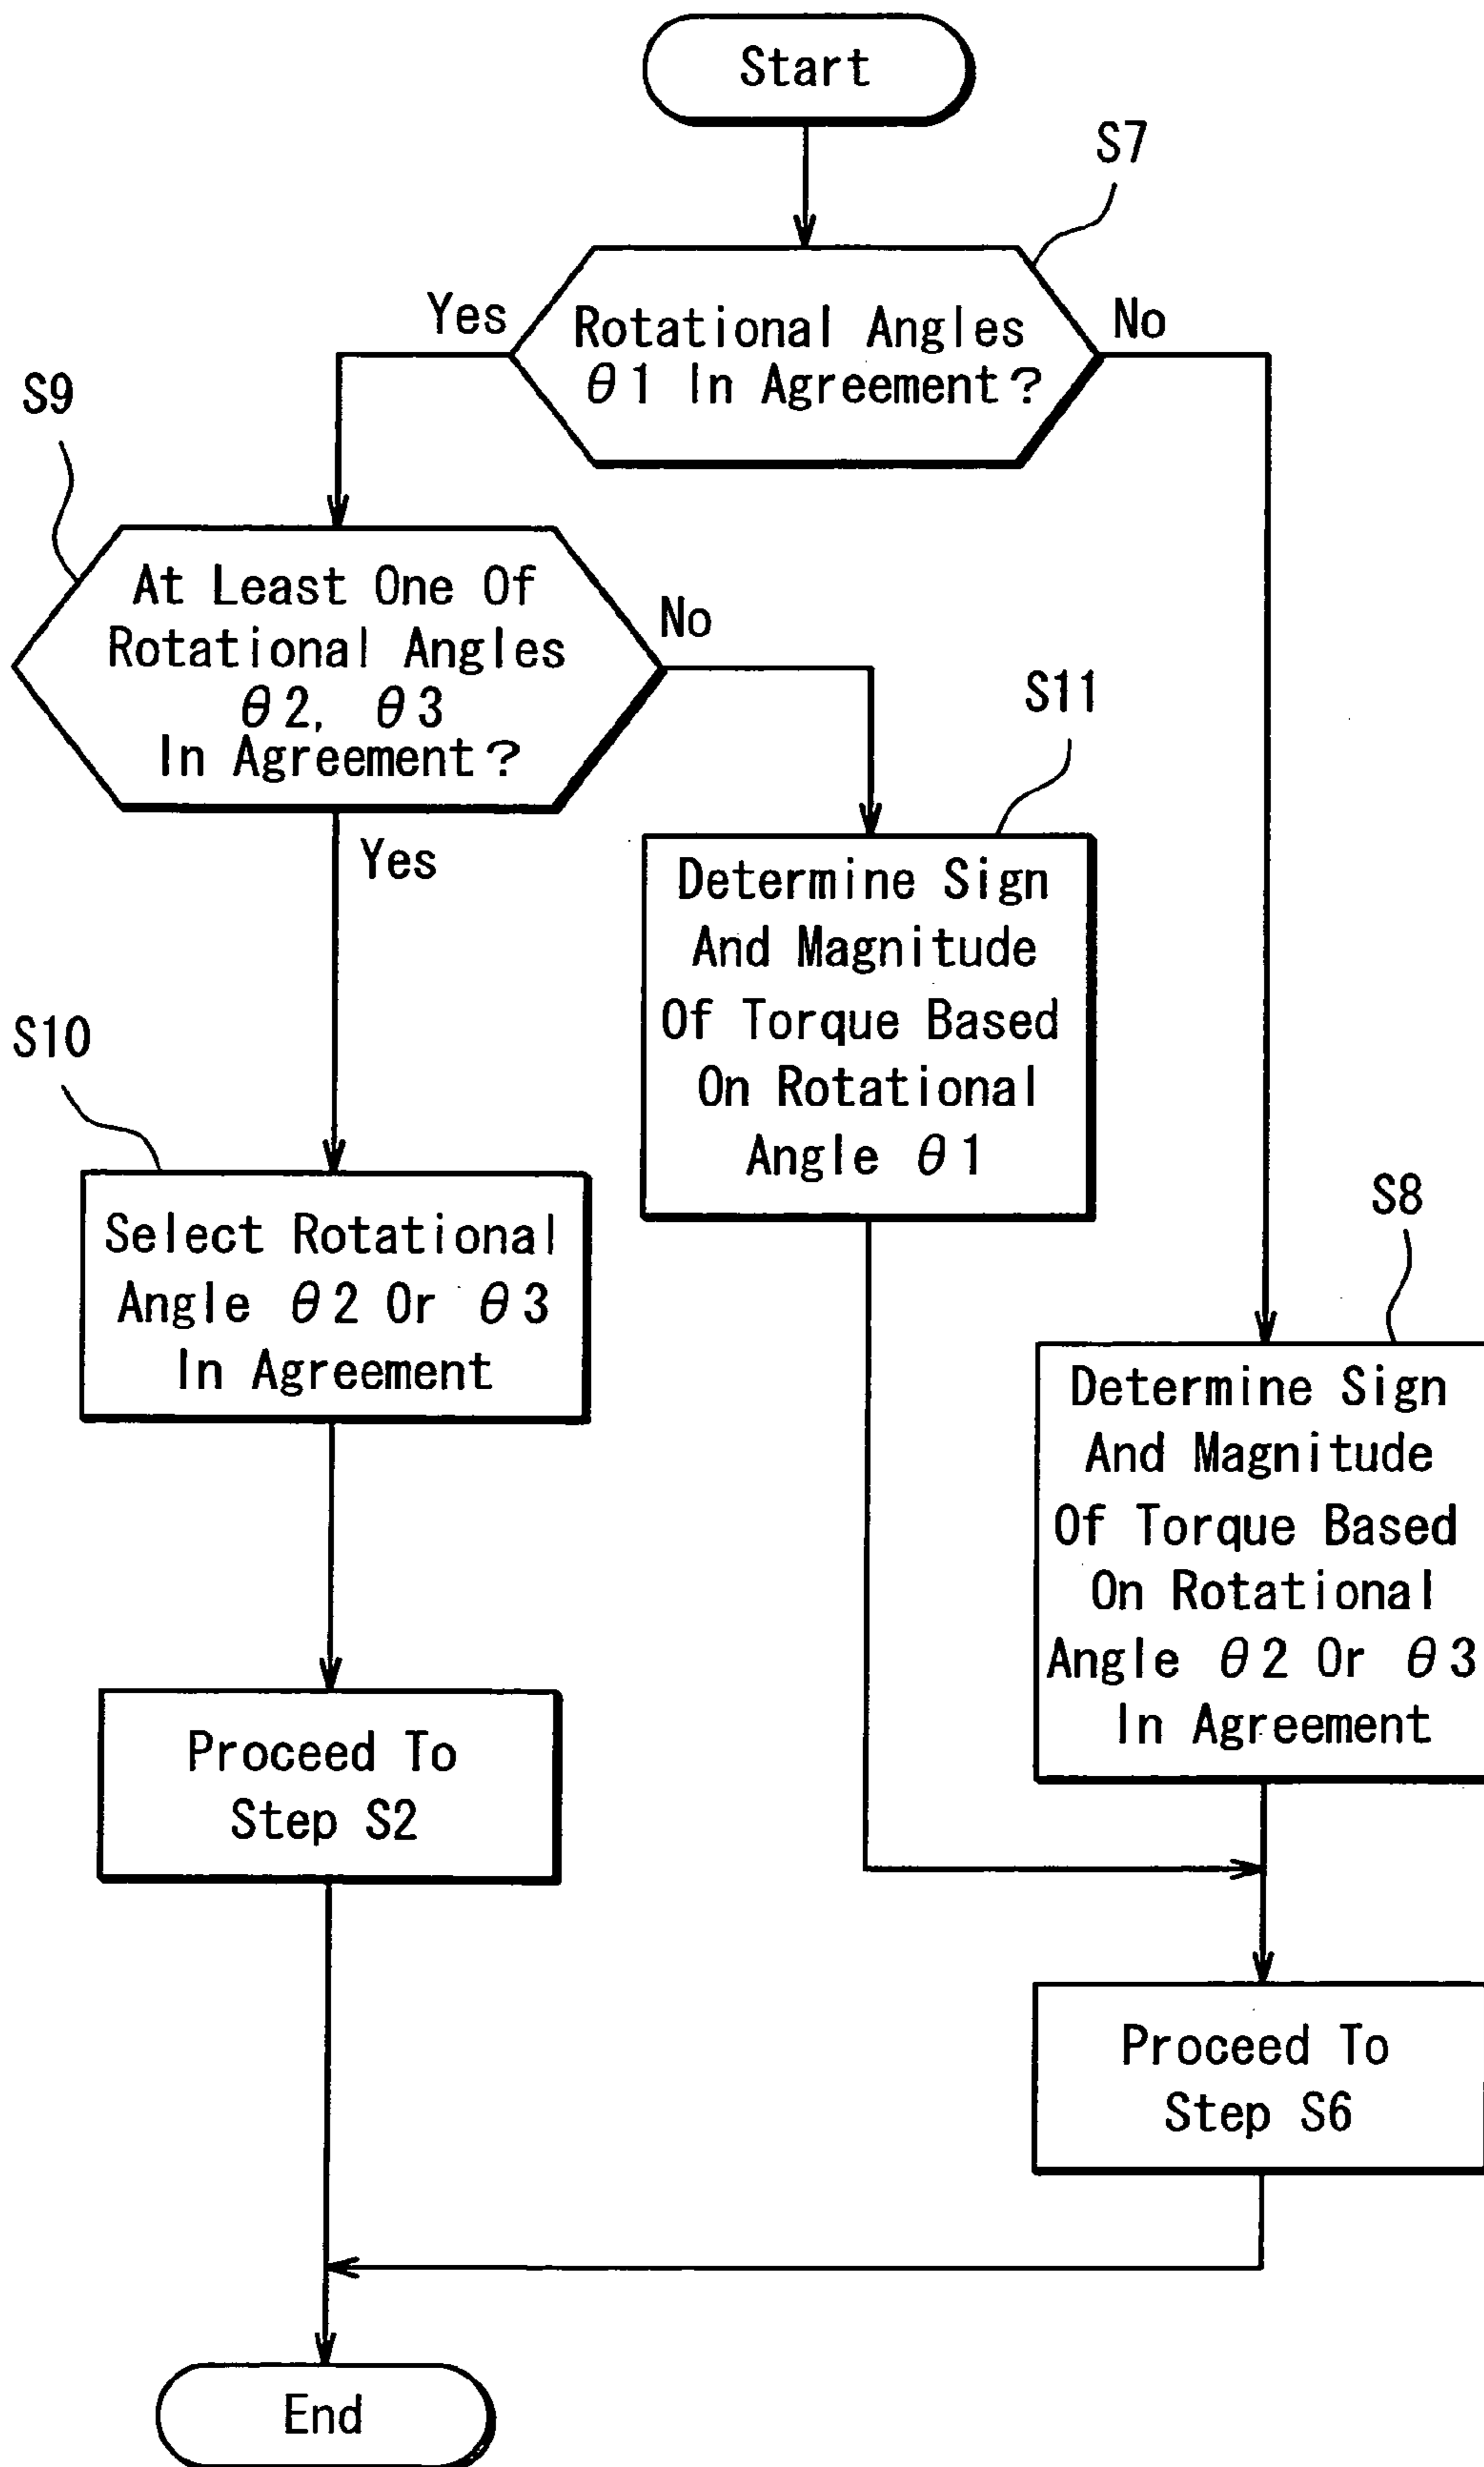 Start
S7
Yes
Rotational Angles
θ1 In Agreement?
No
S9
At Least One Of
Rotational Angles
θ2, θ3
In Agreement?
No
Yes
S11
Determine Sign
And Magnitude
Of Torque Based
On Rotational
Angle θ1
S10
Select Rotational
Angle θ2 Or θ3
In Agreement
S8
Determine Sign
And Magnitude
Of Torque Based
On Rotational
Angle θ2 Or θ3
In Agreement
Proceed To
Step S2
Proceed To
Step S6
End